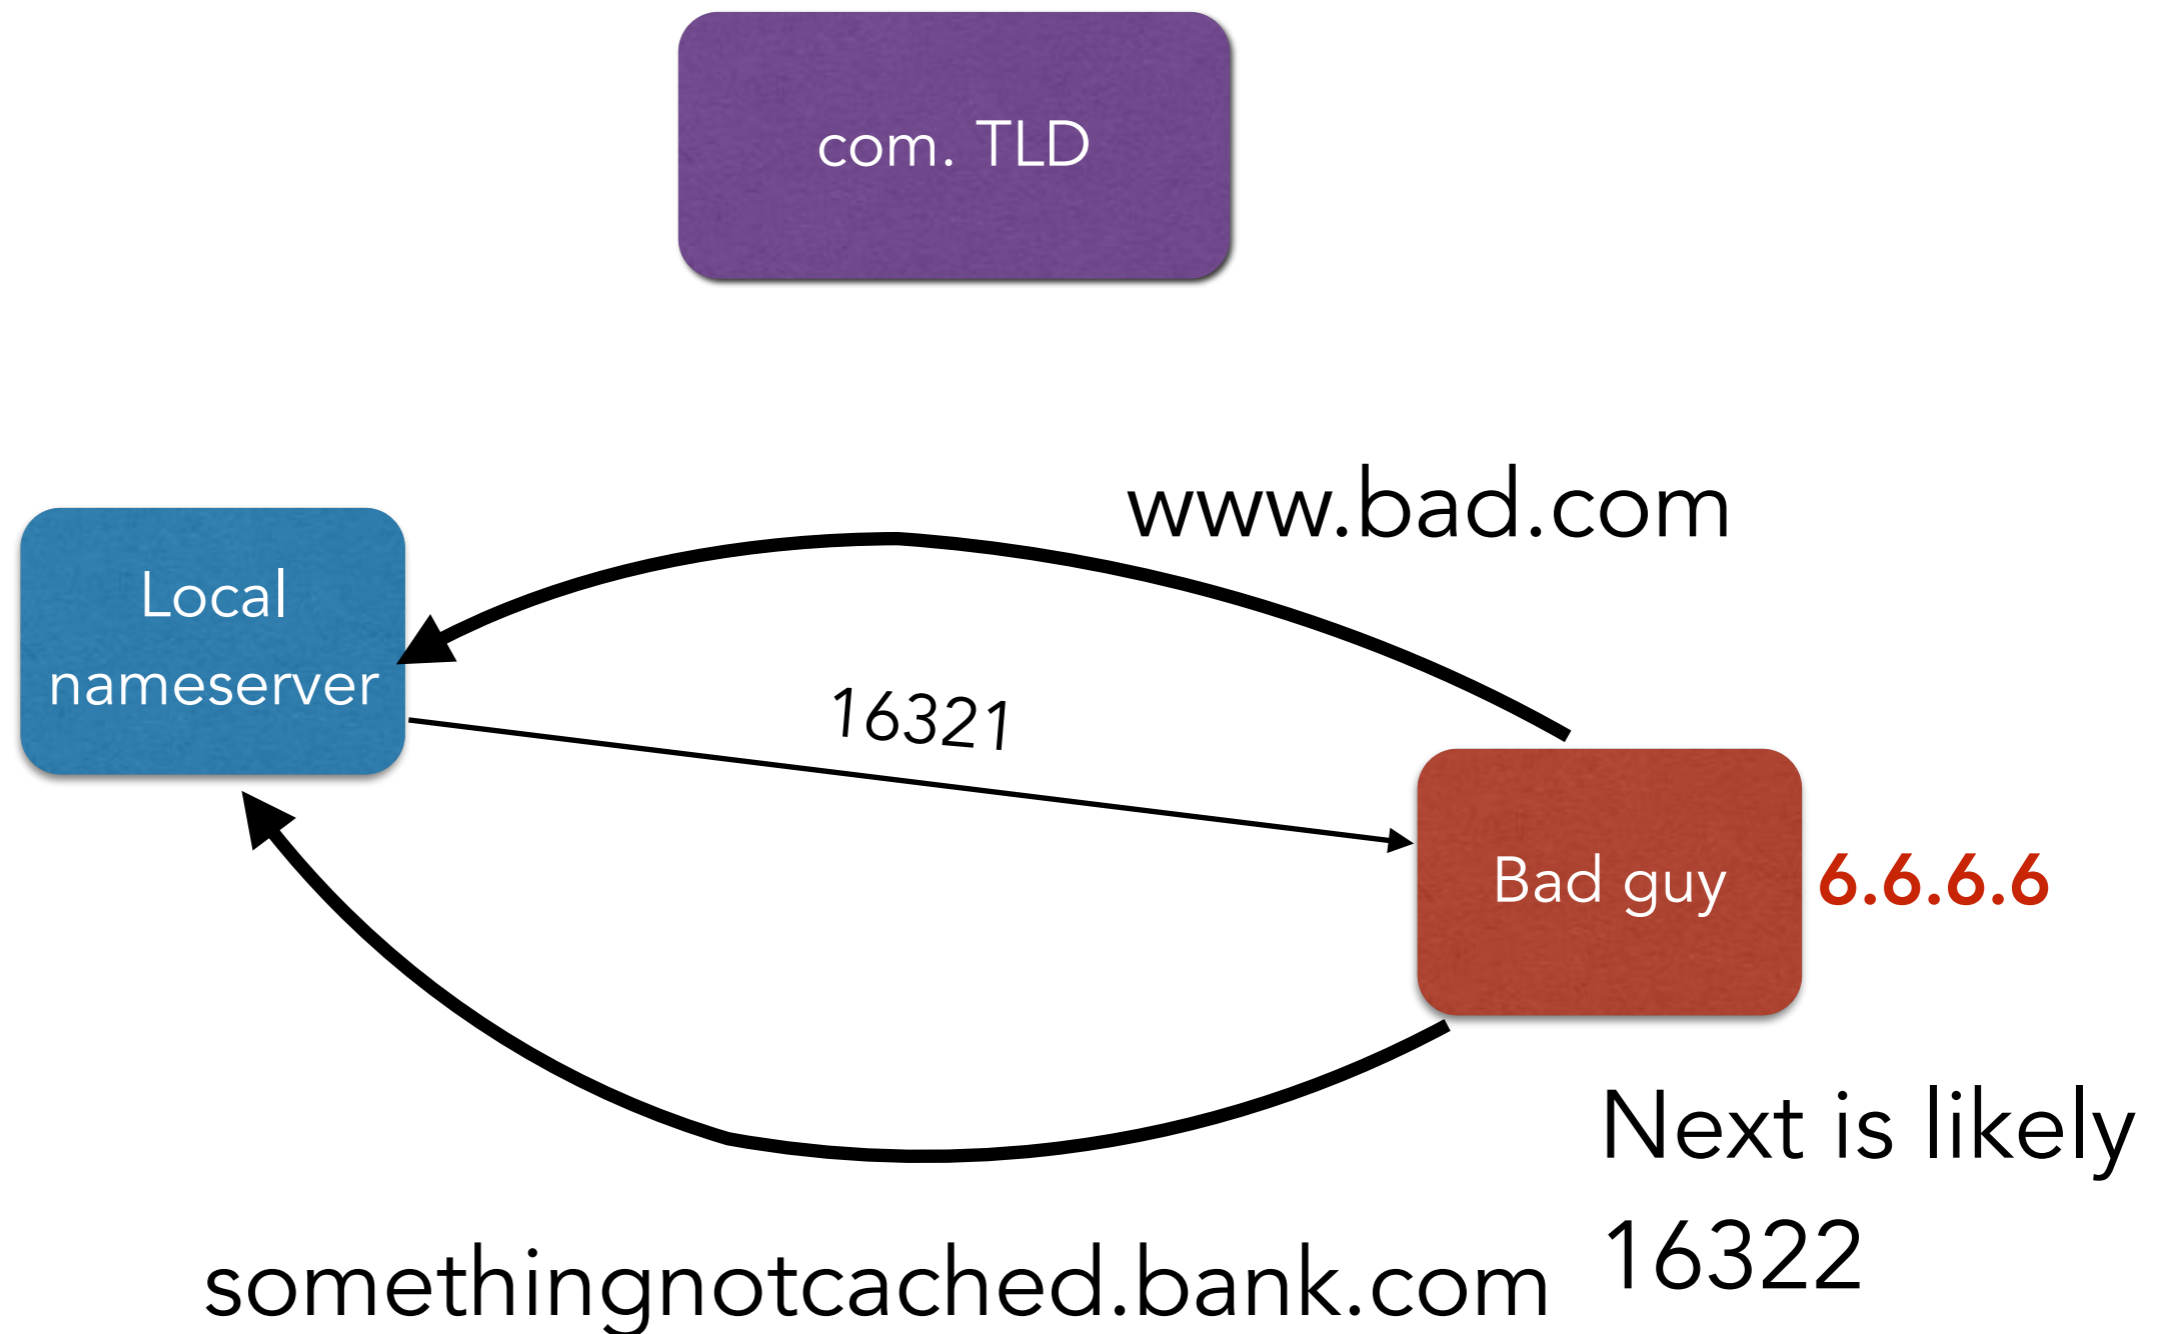 com. TLD
www.bad.com
Local
nameserver
16321
Bad guy
6.6.6.6
Next is likely
16322
somethingnotcached.bank.com